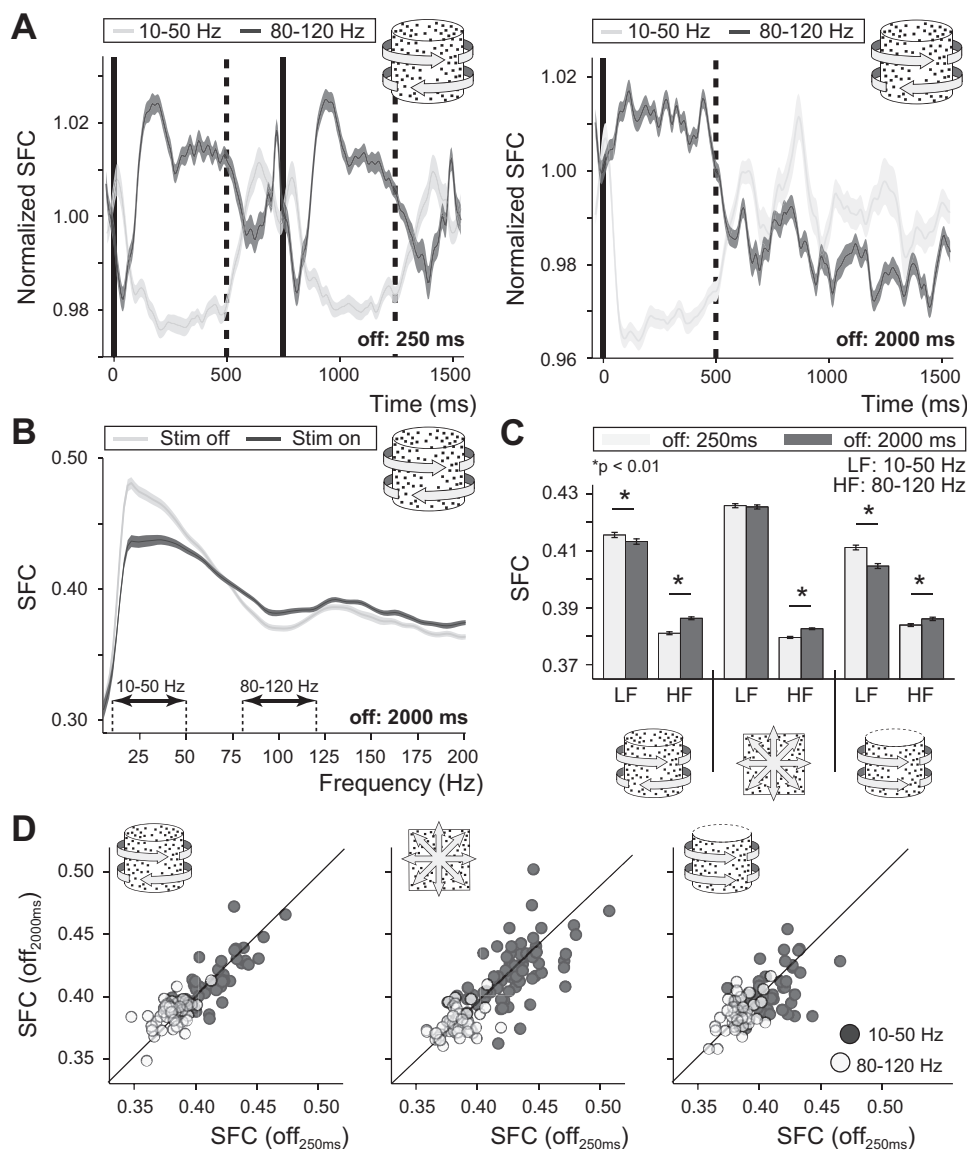 A
10-50 Hz 80-120 Hz
Normalized SFC
1.02
1.00
0.98
off: 250 ms
0 500 1000 1500
Time (ms)
10-50 Hz 80-120 Hz
Normalized SFC
1.02
1.00
0.98
0.96
off: 2000 ms
0 500 1000 1500
Time (ms)
B
Stim off Stim on
SFC
0.50
0.40
0.30
10-50 Hz 80-120 Hz
off: 2000 ms
25 50 75 100 125 150 175 200
Frequency (Hz)
C
off: 250ms off: 2000 ms
*p < 0.01
LF: 10-50 Hz
HF: 80-120 Hz
SFC
0.43
0.41
0.39
0.37
* * * * *
LF HF LF HF LF HF
D
SFC (off2000ms)
0.50
0.45
0.40
0.35
0.35 0.40 0.45 0.50
SFC (off250ms)
0.35 0.40 0.45 0.50
SFC (off250ms)
10-50 Hz
80-120 Hz
0.35 0.40 0.45 0.50
SFC (off250ms)